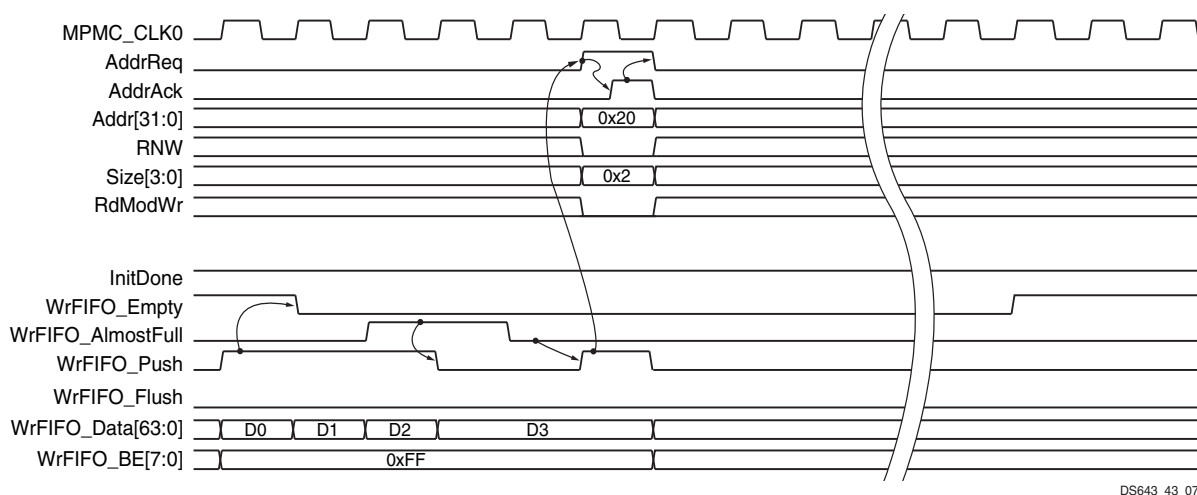 MPMC_CLK0
AddrReq
AddrAck
Addr[31:0] 0x20
RNW
Size[3:0] 0x2
RdModWr
InitDone
WrFIFO_Empty
WrFIFO_AlmostFull
WrFIFO_Push
WrFIFO_Flush
WrFIFO_Data[63:0] D0 D1 D2 D3
WrFIFO_BE[7:0] 0xFF
DS643_43_07